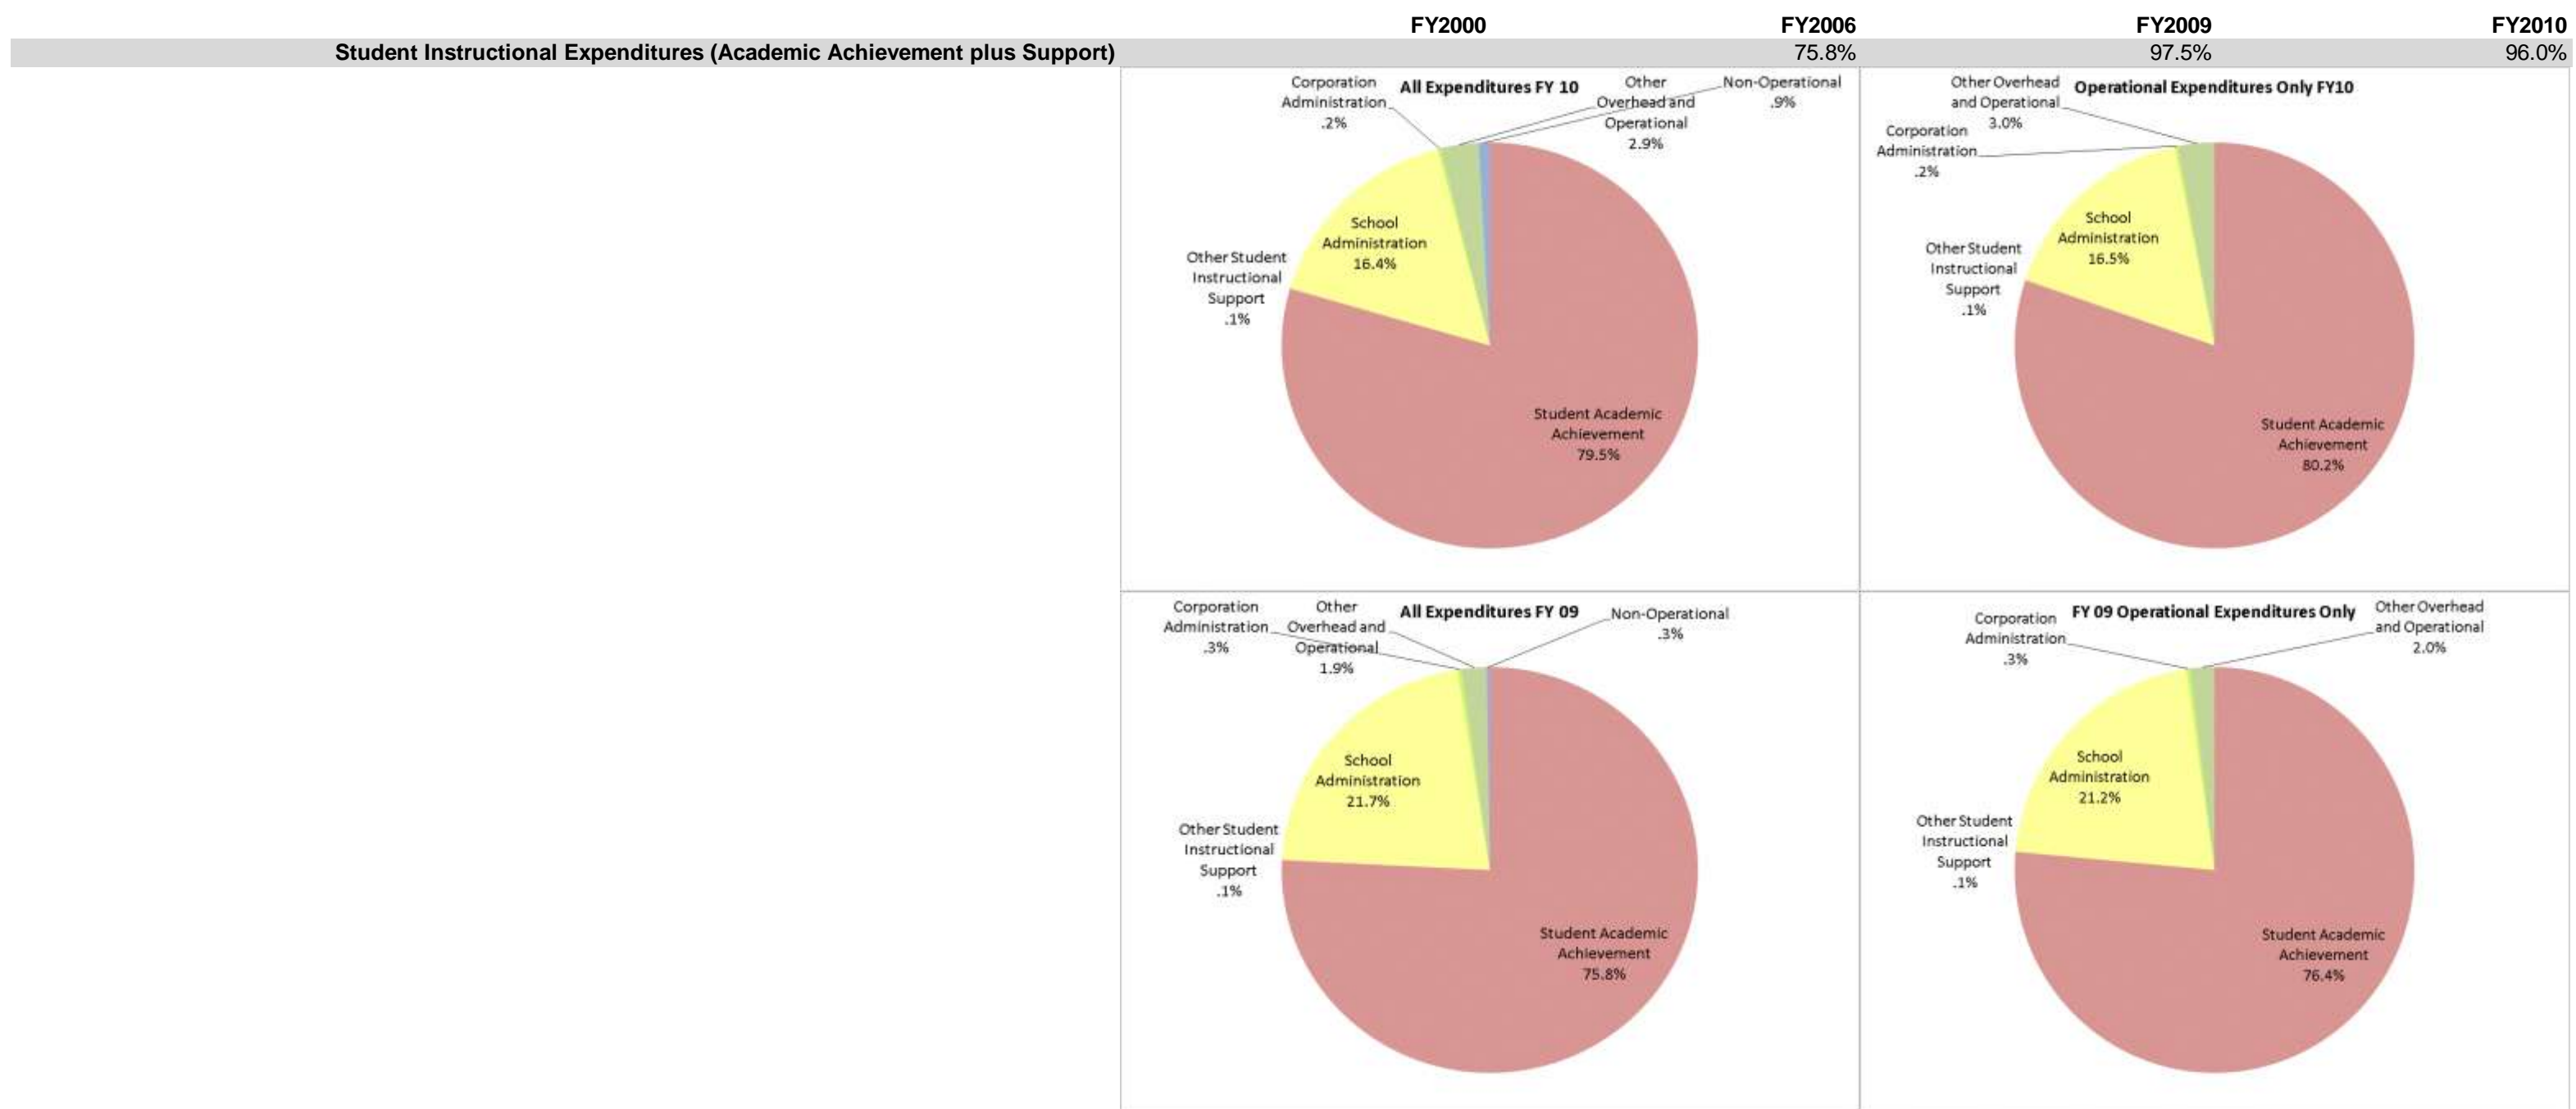 FY2000 FY2006 FY2009 FY2010
Student Instructional Expenditures (Academic Achievement plus Support) 75.8% 97.5% 96.0%
All Expenditures FY 10
Corporation
Administration
.2%
Other
Overhead and
Operational
2.9%
Non-Operational
.9%
School
Administration
16.4%
Other Student
Instructional
Support
.1%
Student Academic
Achievement
79.5%
Operational Expenditures Only FY10
Other Overhead
and Operational
3.0%
Corporation
Administration
.2%
School
Administration
16.5%
Other Student
Instructional
Support
.1%
Student Academic
Achievement
80.2%
All Expenditures FY 09
Corporation
Administration
.3%
Other
Overhead and
Operational
1.9%
Non-Operational
.3%
School
Administration
21.7%
Other Student
Instructional
Support
.1%
Student Academic
Achievement
75.8%
FY 09 Operational Expenditures Only
Corporation
Administration
.3%
Other Overhead
and Operational
2.0%
School
Administration
21.2%
Other Student
Instructional
Support
.1%
Student Academic
Achievement
76.4%